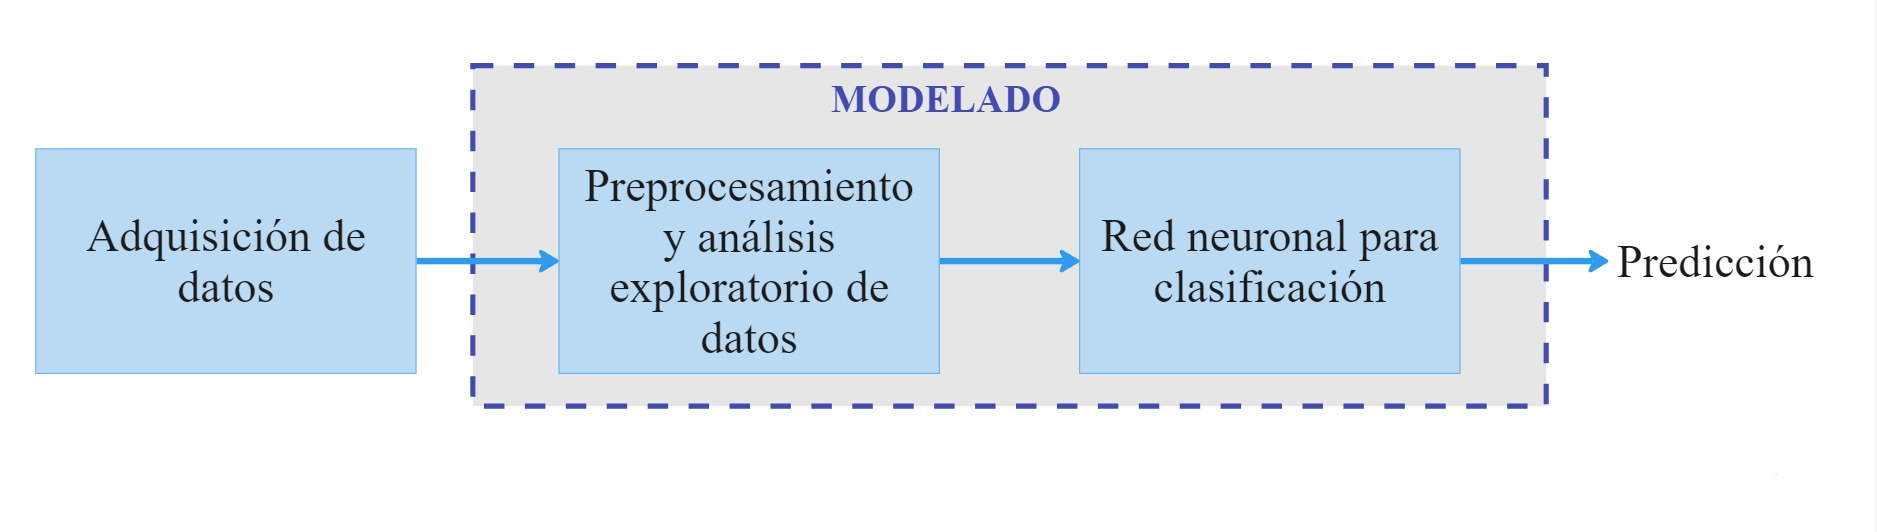 MODELADO
Adquisición de
datos
Preprocesamiento
y análisis
exploratorio de
datos
Red neuronal para
clasificación
Predicción